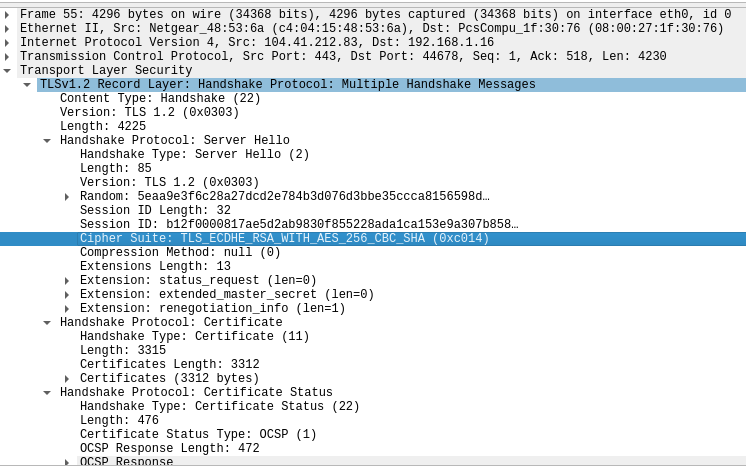 Frame 55: 4296 bytes on wire (34368 bits), 4296 bytes captured (34368 bits) on interface eth0, id 0
Ethernet II, Src: Netgear_48:53:6a (c4:04:15:48:53:6a), Dst: PcsCompu_1f:30:76 (08:00:27:1f:30:76)
Internet Protocol Version 4, Src: 104.41.212.83, Dst: 192.168.1.16
Transmission Control Protocol, Src Port: 443, Dst Port: 44678, Seq: 1, Ack: 518, Len: 4230
Transport Layer Security
TLSv1.2 Record Layer: Handshake Protocol: Multiple Handshake Messages
Content Type: Handshake (22)
Version: TLS 1.2 (0x0303)
Length: 4225
Handshake Protocol: Server Hello
Handshake Type: Server Hello (2)
Length: 85
Version: TLS 1.2 (0x0303)
Random: 5eaa9e3f6c28a27dcd2e784b3d076d3bbe35ccca8156598d…
Session ID Length: 32
Session ID: b12f0000817ae5d2ab9830f855228ada1ca153e9a307b858…
Cipher Suite: TLS_ECDHE_RSA_WITH_AES_256_CBC_SHA (0xc014)
Compression Method: null (0)
Extensions Length: 13
Extension: status_request (len=0)
Extension: extended_master_secret (len=0)
Extension: renegotiation_info (len=1)
Handshake Protocol: Certificate
Handshake Type: Certificate (11)
Length: 3315
Certificates Length: 3312
Certificates (3312 bytes)
Handshake Protocol: Certificate Status
Handshake Type: Certificate Status (22)
Length: 476
Certificate Status Type: OCSP (1)
OCSP Response Length: 472
OCSP Response